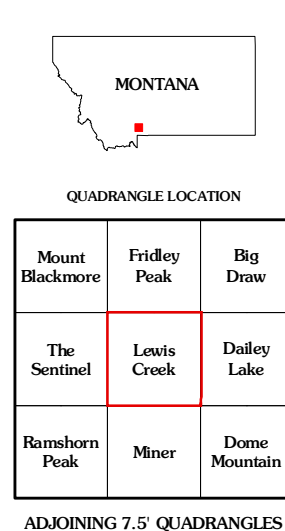 MONTANA
QUADRANGLE LOCATION
Mount Blackmore
Fridley Peak
Big Draw
The Sentinel
Lewis Creek
Dailey Lake
Ramshorn Peak
Miner
Dome Mountain
ADJOINING 7.5' QUADRANGLES